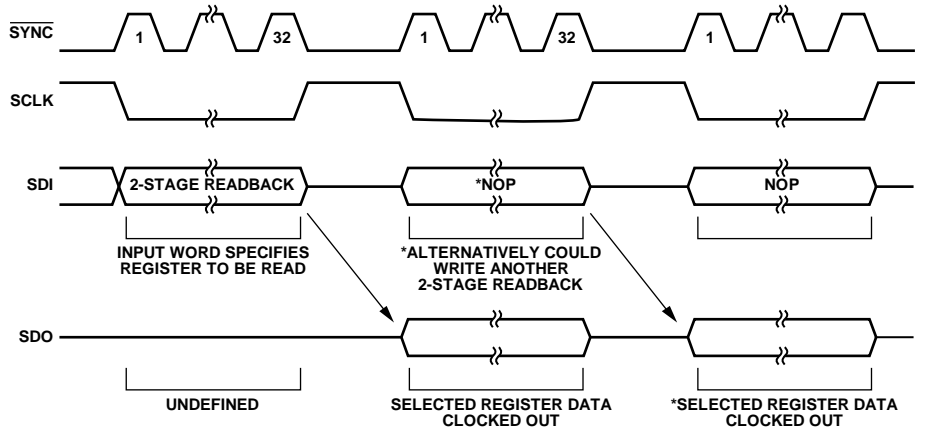 SYNC
1
32
1
32
1
SCLK
SDI
2-STAGE READBACK
*NOP
NOP
INPUT WORD SPECIFIES
REGISTER TO BE READ
*ALTERNATIVELY COULD
WRITE ANOTHER
2-STAGE READBACK
SDO
UNDEFINED
SELECTED REGISTER DATA
CLOCKED OUT
*SELECTED REGISTER DATA
CLOCKED OUT